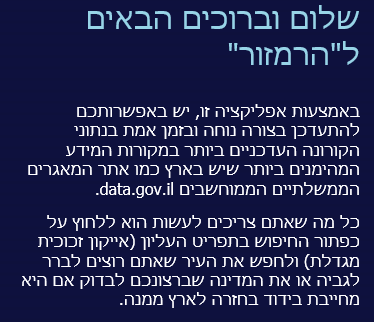 שלום וברוכים הבאים
ל"הרמזור"
באמצעות אפליקציה זו, יש באפשרותכם
להתעדכן בצורה נוחה ובזמן אמת בנתוני
הקורונה העדכניים ביותר במקורות המידע
המהימנים ביותר שיש בארץ כמו אתר המאגרים
הממשלתיים הממוחשבים data.gov.il.
כל מה שאתם צריכים לעשות הוא ללחוץ על
כפתור החיפוש בתפריט העליון (אייקון זכוכית
מגדלת) ולחפש את העיר שאתם רוצים לברר
לגביה או את המדינה שברצונכם לבדוק אם היא
מחייבת בידוד בחזרה לארץ ממנה.